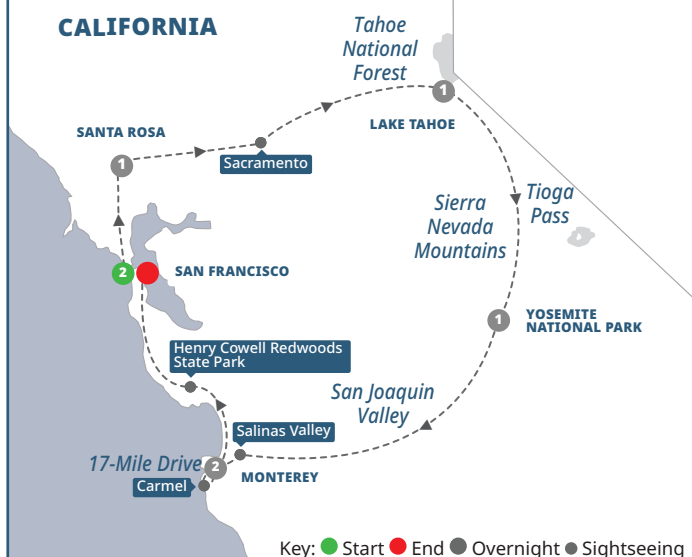 CALIFORNIA
Tahoe
National
Forest
1
LAKE TAHOE
SANTA ROSA
1
Sacramento
Tioga
Pass
Sierra
Nevada
Mountains
2
SAN FRANCISCO
1
YOSEMITE
NATIONAL PARK
Henry Cowell Redwoods
State Park
San Joaquin
Valley
Salinas Valley
17-Mile Drive
2
MONTEREY
Carmel
Key: Start End Overnight Sightseeing